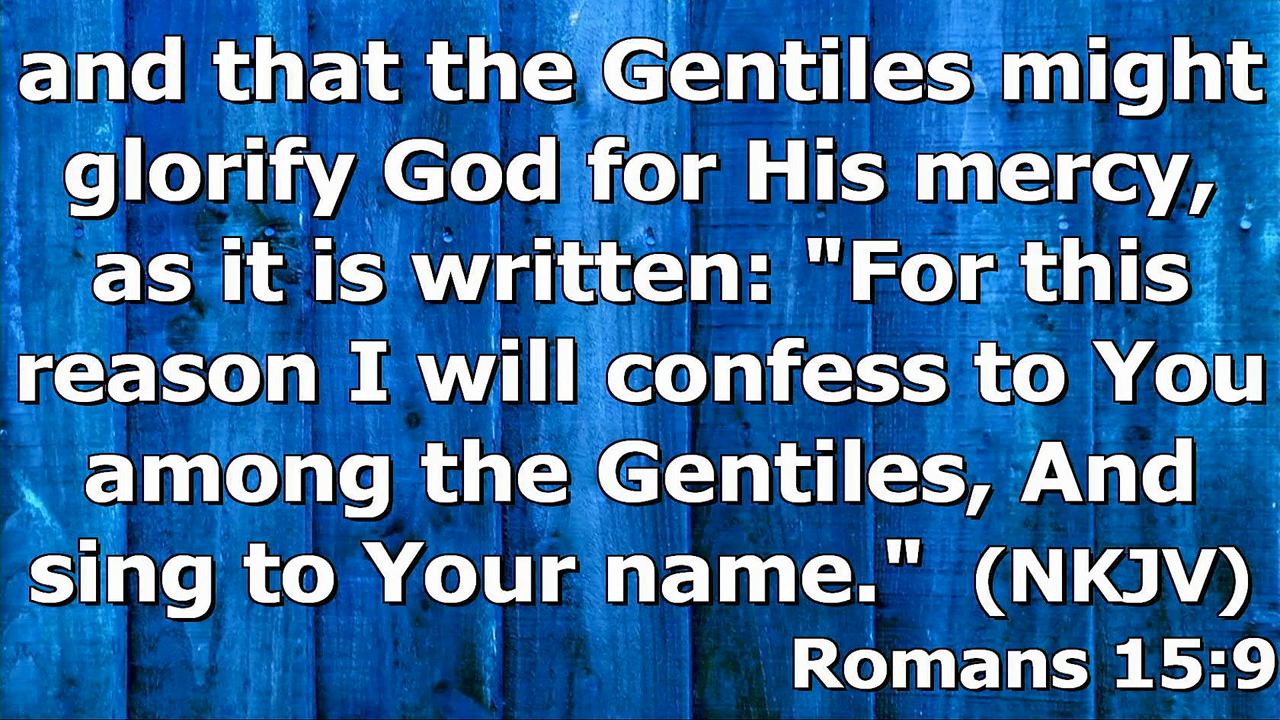 and that the Gentiles might
glorify God for His mercy,
as it is written: "For this
reason I will confess to You
among the Gentiles, And
sing to Your name." (NKJV)
Romans 15:9